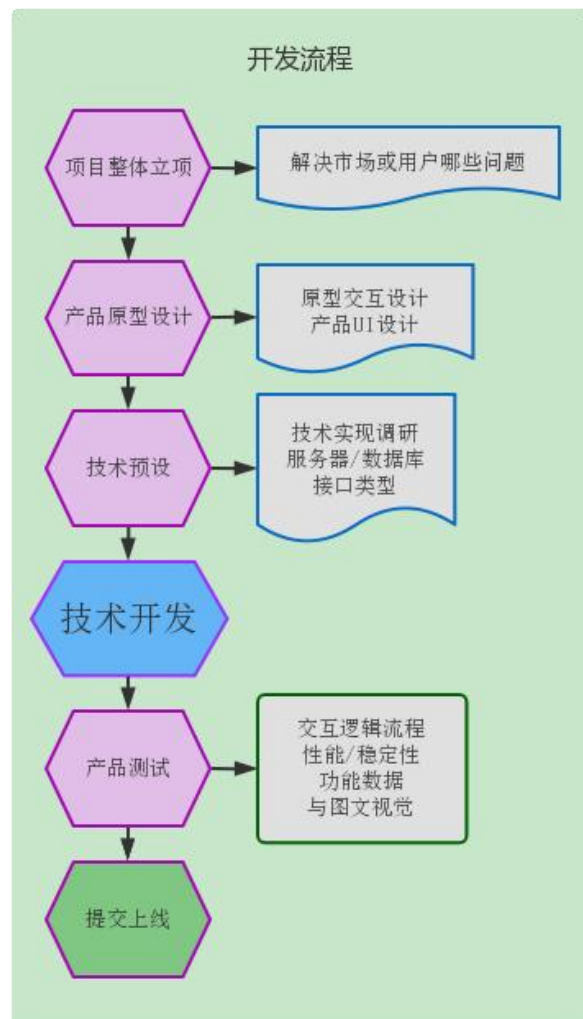 开发流程
项目整体立项
解决市场或用户哪些问题
产品原型设计
原型交互设计
产品UI设计
技术预设
技术实现调研
服务器/数据库
接口类型
技术开发
产品测试
交互逻辑流程
性能/稳定性
功能数据
与图文视觉
提交上线